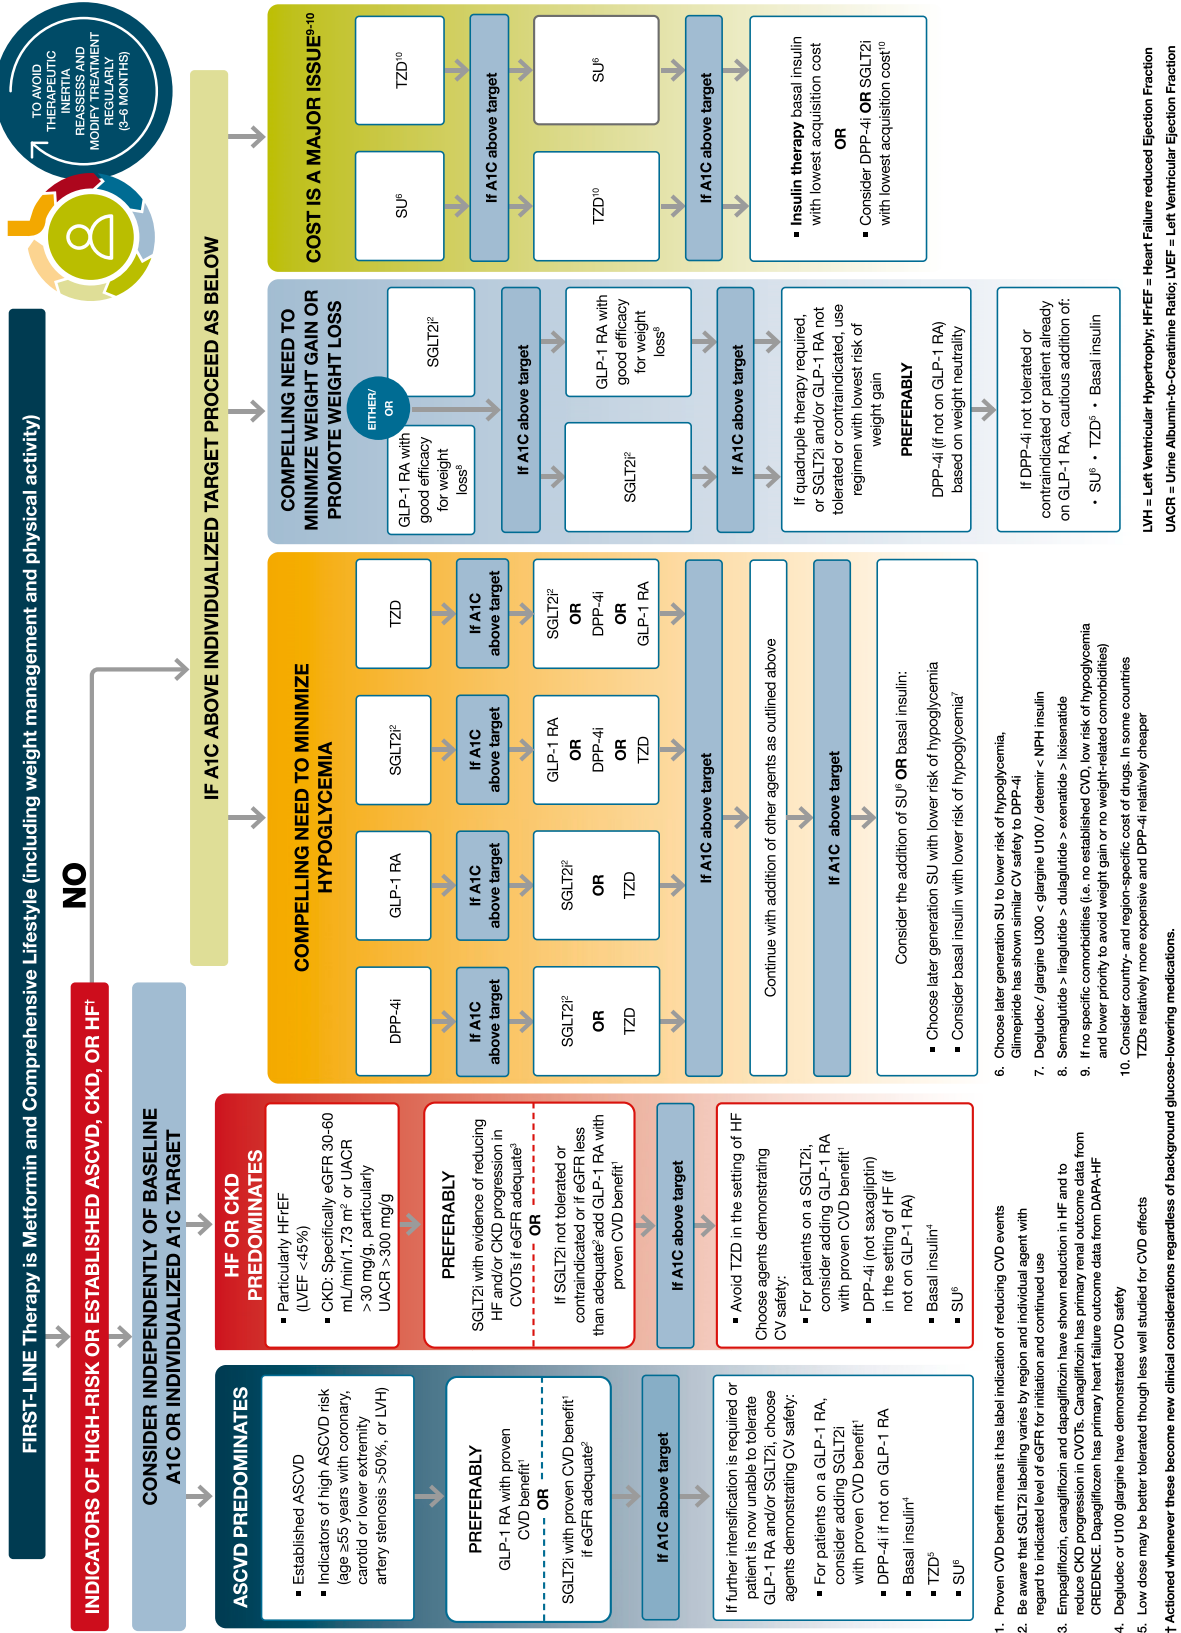 FIRST-LINE Therapy is Metformin and Comprehensive Lifestyle (including weight management and physical activity)
TO AVOID
THERAPEUTIC
INERTIA
REASSESS AND
MODIFY TREATMENT
REGULARLY
(3–6 MONTHS)
INDICATORS OF HIGH-RISK OR ESTABLISHED ASCVD, CKD, OR HF†
NO
CONSIDER INDEPENDENTLY OF BASELINE
A1C OR INDIVIDUALIZED A1C TARGET
IF A1C ABOVE INDIVIDUALIZED TARGET PROCEED AS BELOW
ASCVD PREDOMINATES
▪ Established ASCVD
▪ Indicators of high ASCVD risk
(age ≥55 years with coronary,
carotid or lower extremity
artery stenosis >50%, or LVH)
PREFERABLY
GLP-1 RA with proven
CVD benefit1
OR
SGLT2i with proven CVD benefit1
if eGFR adequate2
If A1C above target
If further intensification is required or
patient is now unable to tolerate
GLP-1 RA and/or SGLT2i, choose
agents demonstrating CV safety:
▪ For patients on a GLP-1 RA,
consider adding SGLT2i
with proven CVD benefit1
▪ DPP-4i if not on GLP-1 RA
▪ Basal insulin4
▪ TZD5
▪ SU6
HF OR CKD
PREDOMINATES
▪ Particularly HFrEF
(LVEF <45%)
▪ CKD: Specifically eGFR 30-60
mL/min/1.73 m2 or UACR
>30 mg/g, particularly
UACR >300 mg/g
PREFERABLY
SGLT2i with evidence of reducing
HF and/or CKD progression in
CVOTs if eGFR adequate3
OR
If SGLT2i not tolerated or
contraindicated or if eGFR less
than adequate2 add GLP-1 RA with
proven CVD benefit1
If A1C above target
▪ Avoid TZD in the setting of HF
Choose agents demonstrating
CV safety:
▪ For patients on a SGLT2i,
consider adding GLP-1 RA
with proven CVD benefit1
▪ DPP-4i (not saxagliptin)
in the setting of HF (if
not on GLP-1 RA)
▪ Basal insulin4
▪ SU6
COMPELLING NEED TO MINIMIZE
HYPOGLYCEMIA
DPP-4i
If A1C
above target
SGLT2i2
OR
TZD
GLP-1 RA
If A1C
above target
SGLT2i2
OR
TZD
SGLT2i2
If A1C
above target
GLP-1 RA
OR
DPP-4i
OR
TZD
TZD
If A1C
above target
SGLT2i2
OR
DPP-4i
OR
GLP-1 RA
If A1C above target
Continue with addition of other agents as outlined above
If A1C above target
Consider the addition of SU6 OR basal insulin:
▪ Choose later generation SU with lower risk of hypoglycemia
▪ Consider basal insulin with lower risk of hypoglycemia7
COMPELLING NEED TO
MINIMIZE WEIGHT GAIN OR
PROMOTE WEIGHT LOSS
EITHER/
OR
GLP-1 RA with
good efficacy
for weight
loss8
SGLT2i2
If A1C above target
SGLT2i2
GLP-1 RA with
good efficacy
for weight
loss8
If A1C above target
If quadruple therapy required,
or SGLT2i and/or GLP-1 RA not
tolerated or contraindicated, use
regimen with lowest risk of
weight gain
PREFERABLY
DPP-4i (if not on GLP-1 RA)
based on weight neutrality
If DPP-4i not tolerated or
contraindicated or patient already
on GLP-1 RA, cautious addition of:
• SU6 • TZD5 • Basal insulin
COST IS A MAJOR ISSUE9-10
SU6
TZD10
If A1C above target
TZD10
SU6
If A1C above target
▪ Insulin therapy basal insulin
with lowest acquisition cost
OR
▪ Consider DPP-4i OR SGLT2i
with lowest acquisition cost10
1. Proven CVD benefit means it has label indication of reducing CVD events
2. Be aware that SGLT2i labelling varies by region and individual agent with
regard to indicated level of eGFR for initiation and continued use
3. Empagliflozin, canagliflozin and dapagliflozin have shown reduction in HF and to
reduce CKD progression in CVOTs. Canagliflozin has primary renal outcome data from
CREDENCE. Dapagliflozen has primary heart failure outcome data from DAPA-HF
4. Degludec or U100 glargine have demonstrated CVD safety
5. Low dose may be better tolerated though less well studied for CVD effects
6. Choose later generation SU to lower risk of hypoglycemia,
Glimepiride has shown similar CV safety to DPP-4i
7. Degludec / glargine U300 < glargine U100 / detemir < NPH insulin
8. Semaglutide > liraglutide > dulaglutide > exenatide > lixisenatide
9. If no specific comorbidities (i.e. no established CVD, low risk of hypoglycemia
and lower priority to avoid weight gain or no weight-related comorbidities)
10. Consider country- and region-specific cost of drugs. In some countries
TZDs relatively more expensive and DPP-4i relatively cheaper
† Actioned whenever these become new clinical considerations regardless of background glucose-lowering medications.
LVH = Left Ventricular Hypertrophy; HFrEF = Heart Failure reduced Ejection Fraction
UACR = Urine Albumin-to-Creatinine Ratio; LVEF = Left Ventricular Ejection Fraction